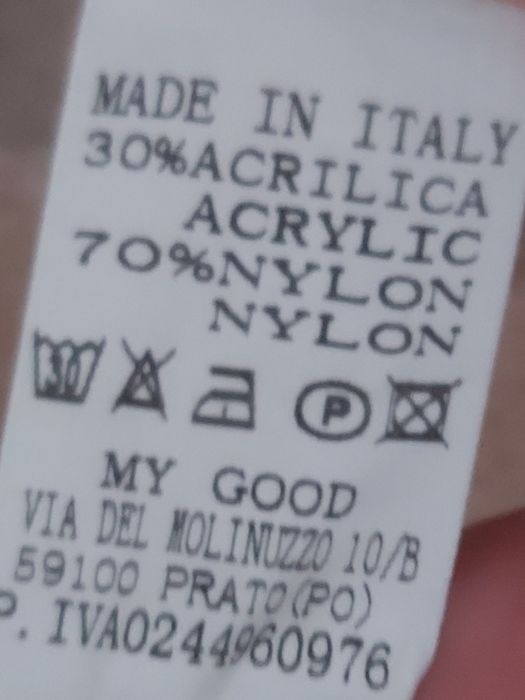 MADE IN ITALY
30%ACRILICA
ACRYLIC
70%NYLON
NYLON
30
P
MY GOOD
VIA DEL MOLINUZZO 10/B
59100 PRATO(PO)
P. IVA0244960976